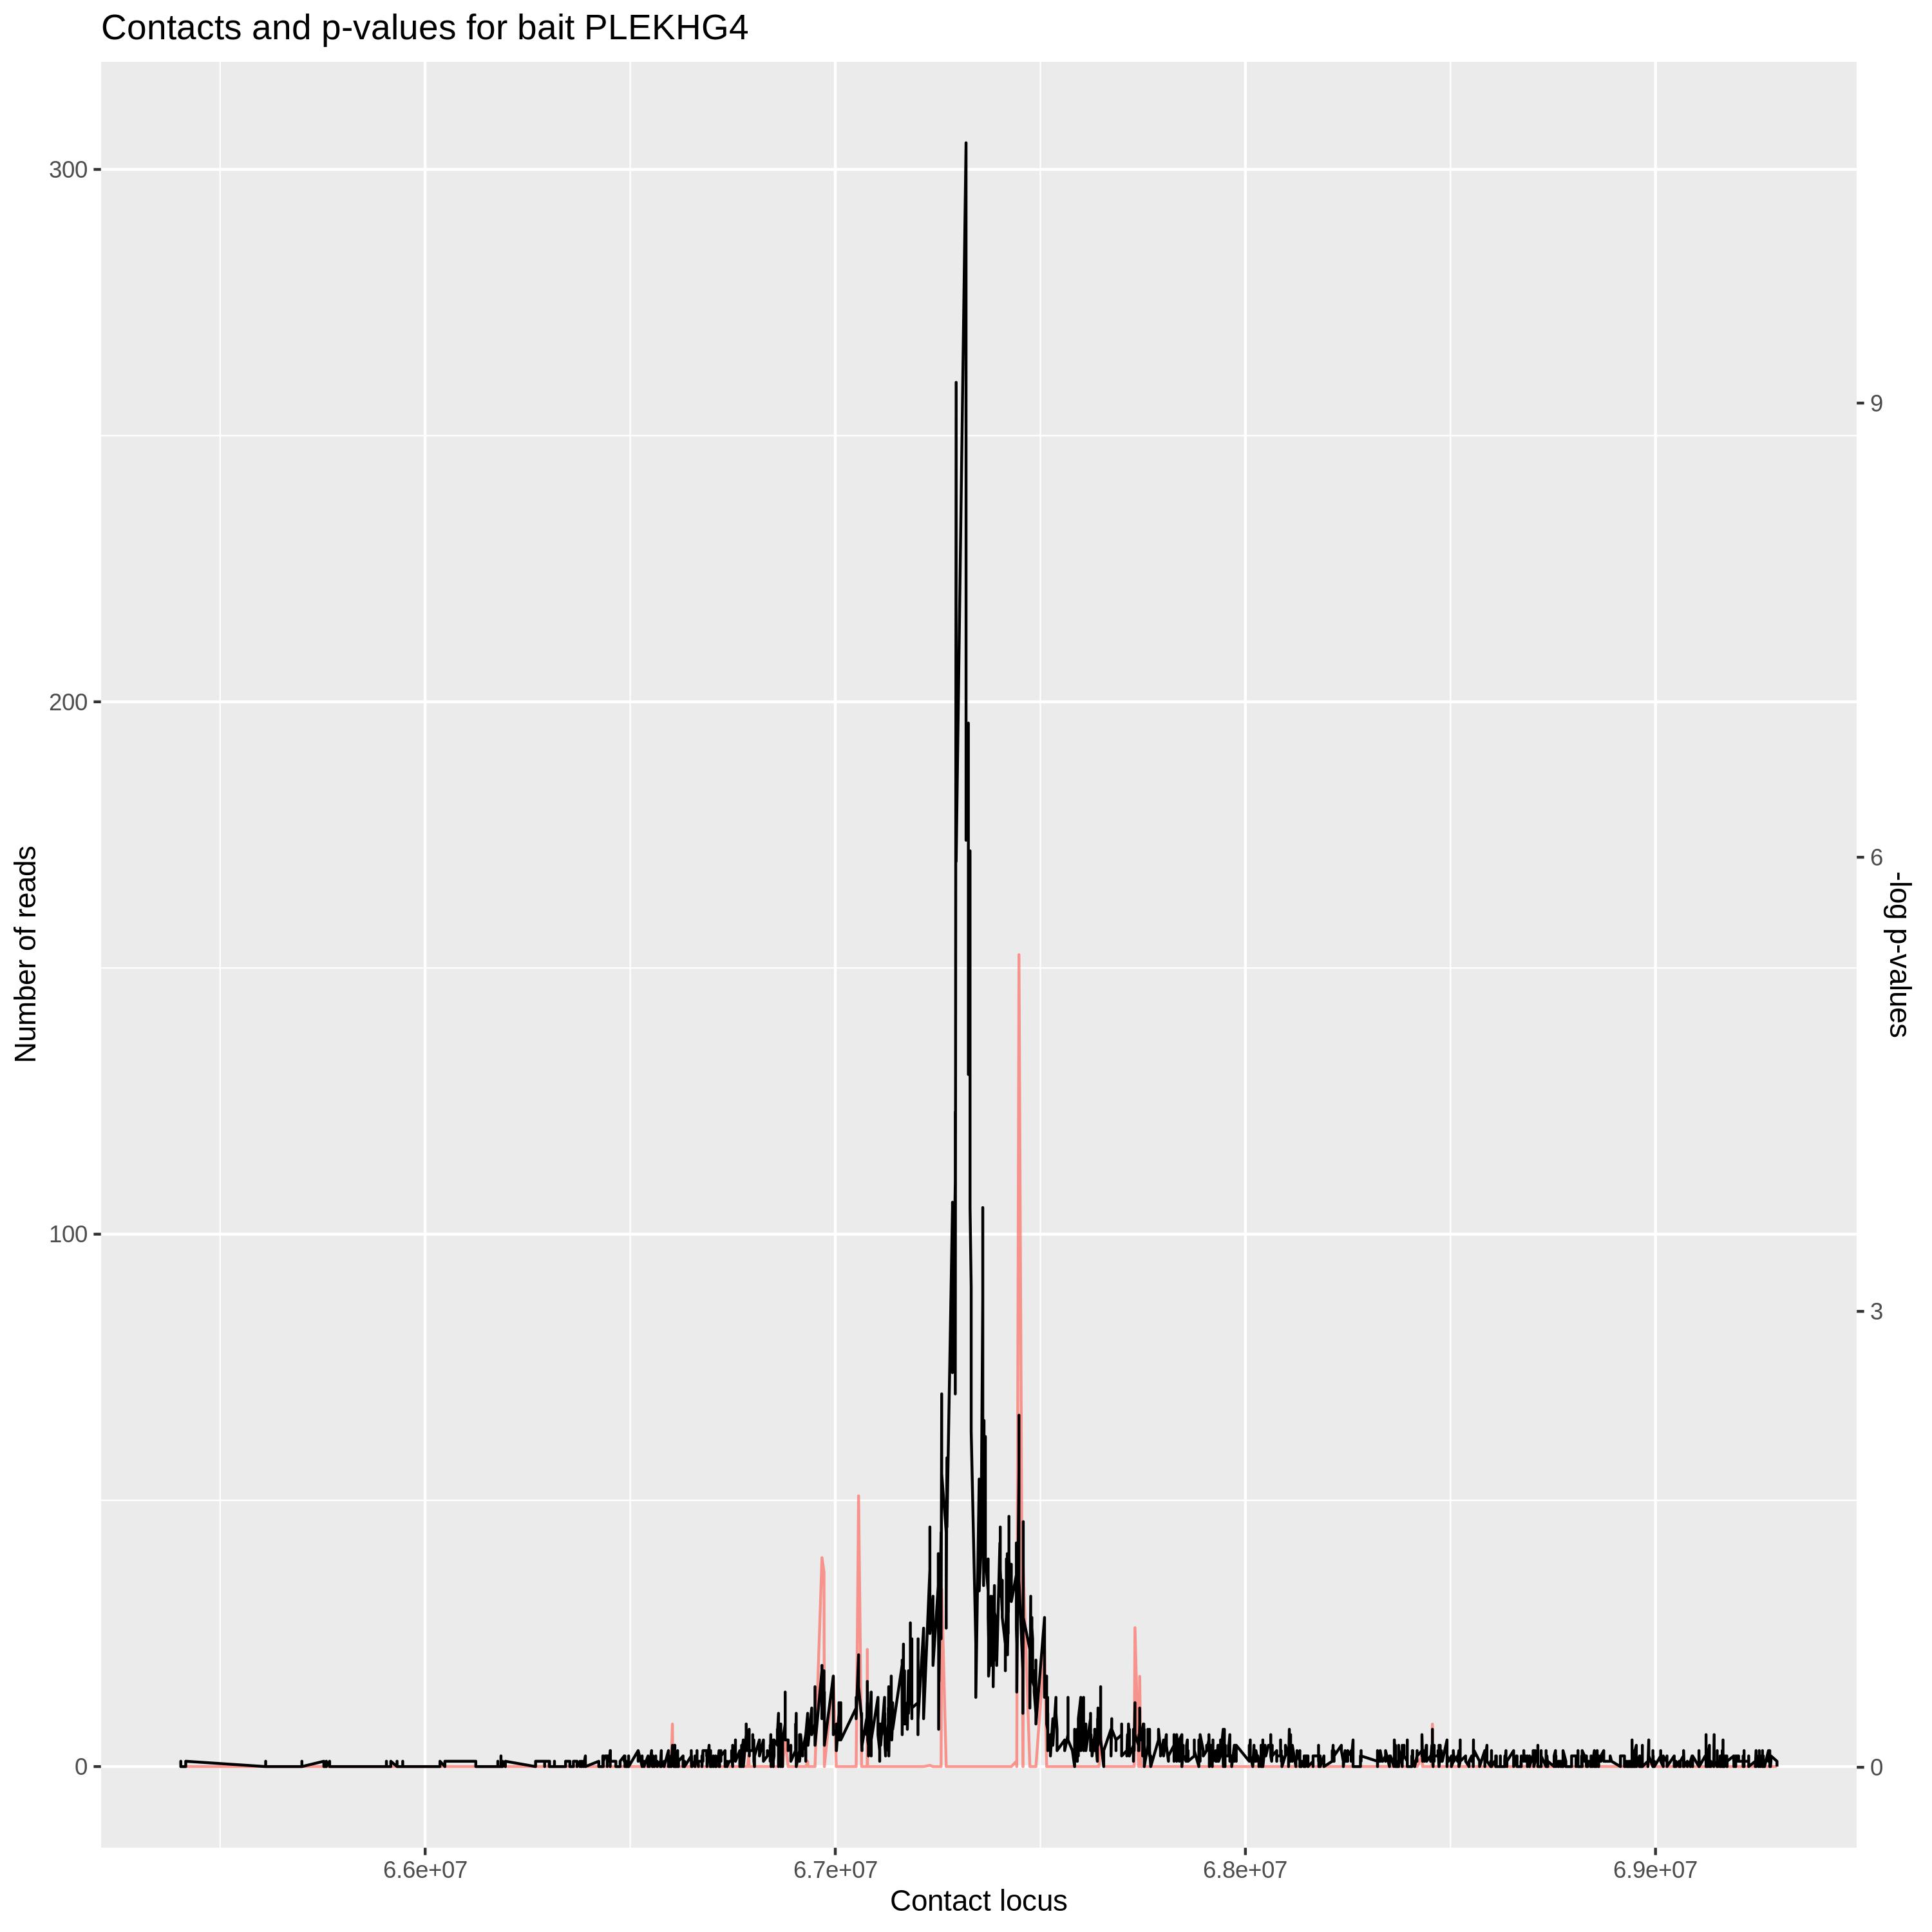 Contacts and p-values for bait PLEKHG4
300
200
100
0
Number of reads
9
6
3
0
-log p-values
6.6e+07
6.7e+07
6.8e+07
6.9e+07
Contact locus